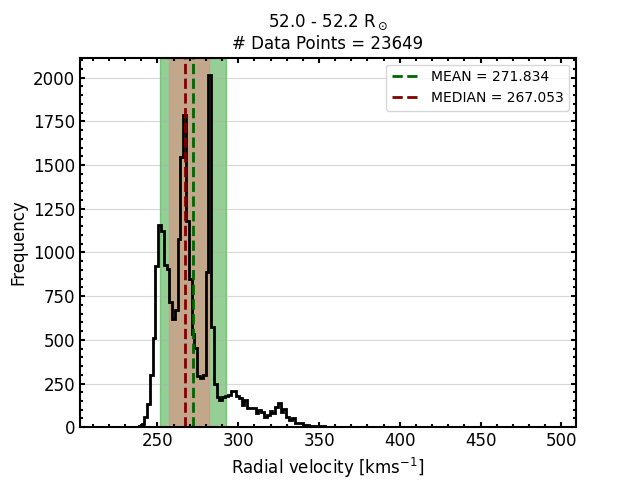 52.0 - 52.2 R⊙
# Data Points = 23649
MEAN = 271.834
MEDIAN = 267.053
Frequency
2000
1750
1500
1250
1000
750
500
250
0
250 300 350 400 450 500
Radial velocity [kms⁻¹]